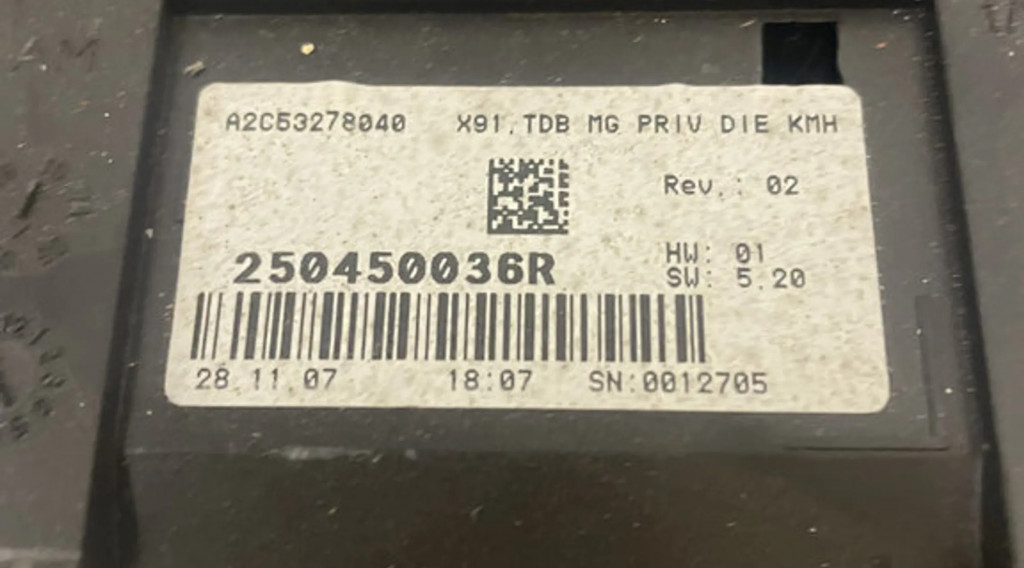 A2C53278040 X91.TDB MG PRIV DIE KMH
Rev.: 02
250450036R
HW: 01
SW: 5.20
28.11.07 18:07 SN:0012705